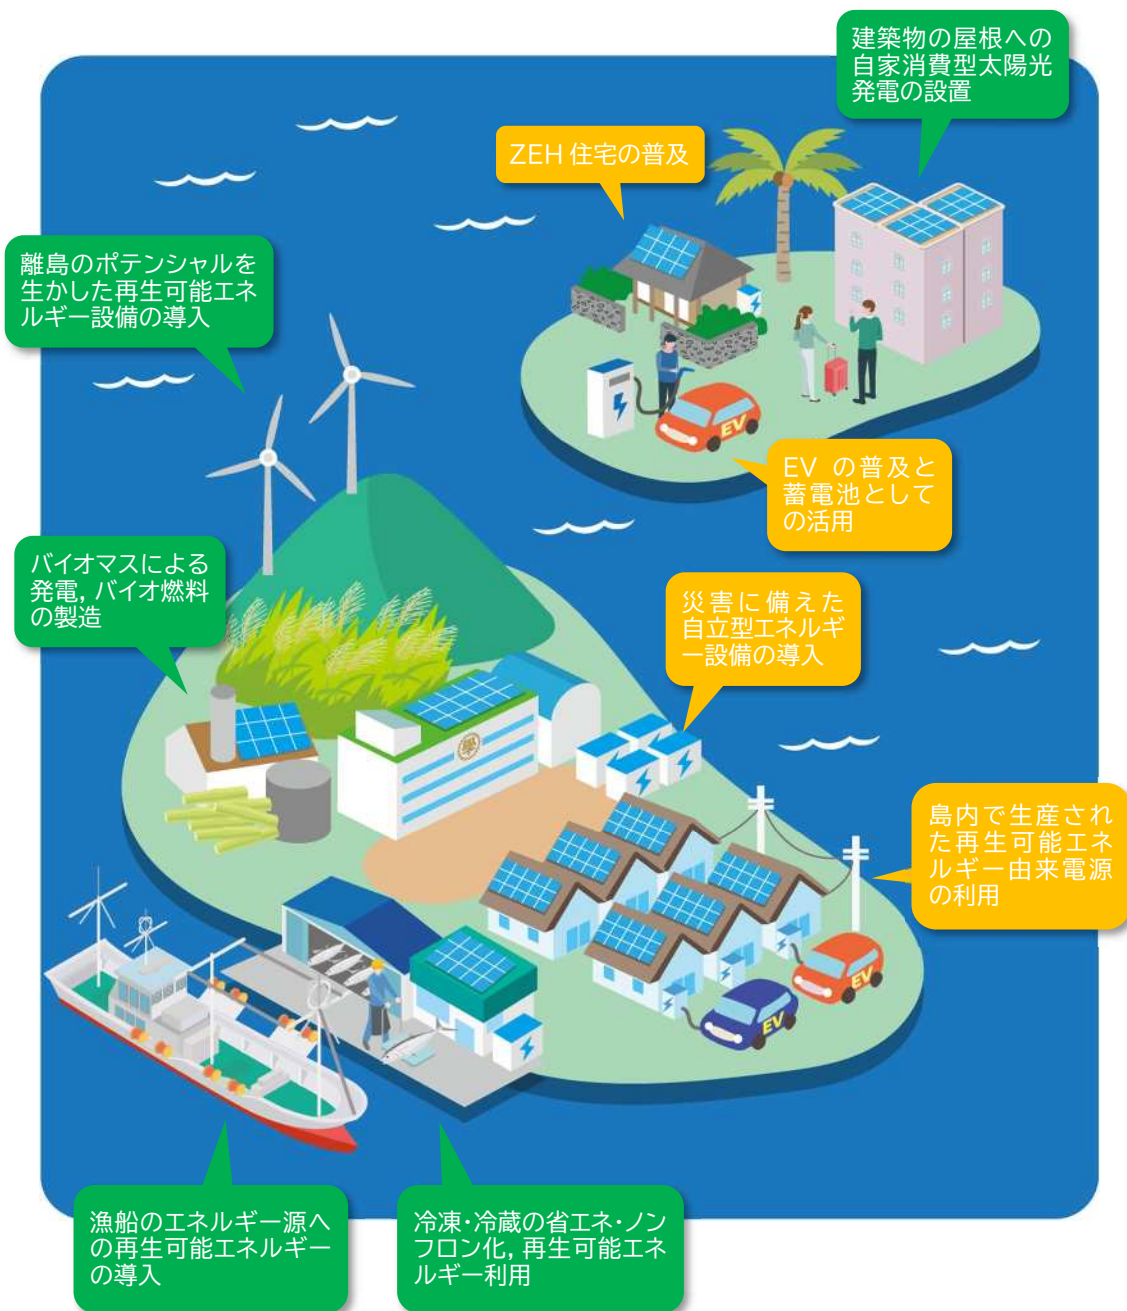 建築物の屋根への
自家消費型太陽光
発電の設置
ZEH 住宅の普及
離島のポテンシャルを
生かした再生可能エネ
ルギー設備の導入
EV
EV の普及と
蓄電池として
の活用
バイオマスによる
発電, バイオ燃料
の製造
災害に備えた
自立型エネルギ
ー設備の導入
學
島内で生産され
た再生可能エネ
ルギー由来電源
の利用
EV
EV
漁船のエネルギー源へ
の再生可能エネルギー
の導入
冷凍・冷蔵の省エネ・ノン
フロン化, 再生可能エネ
ルギー利用